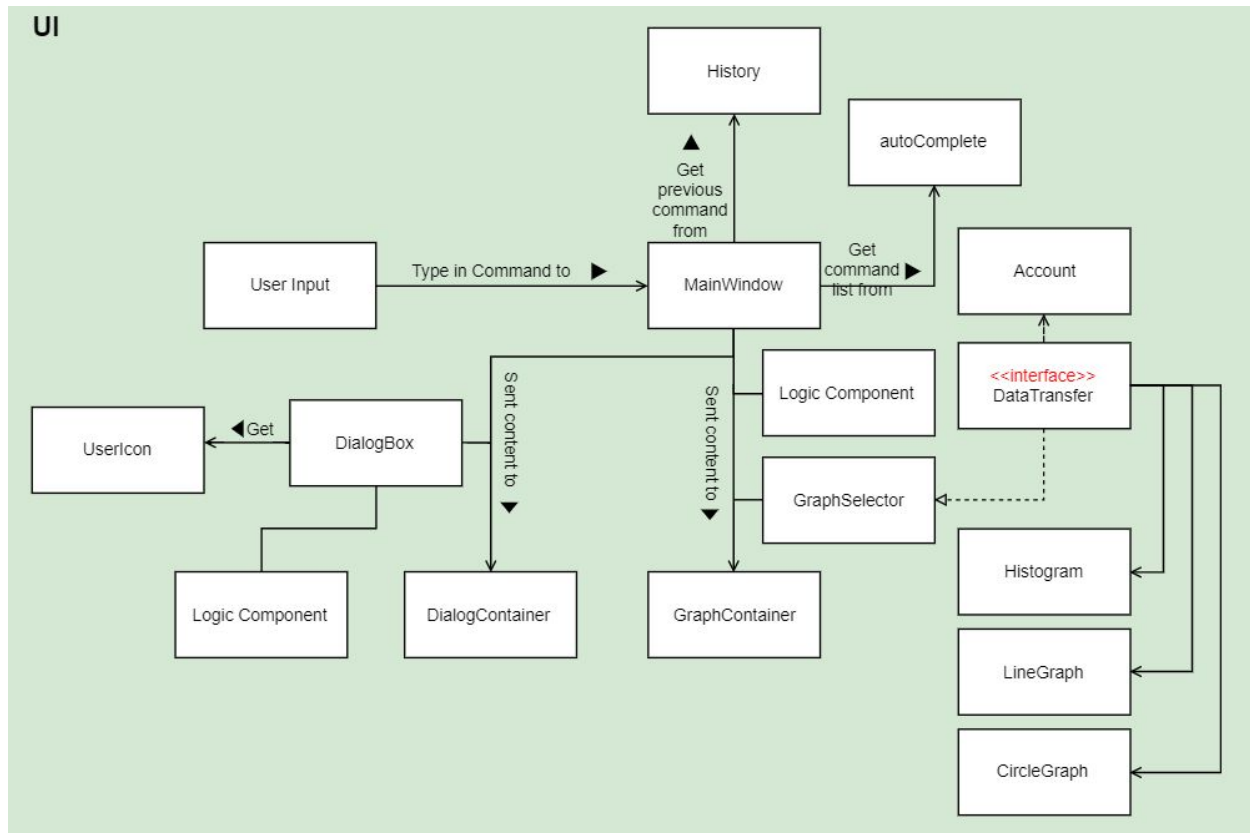 UI
History
autoComplete
Get
previous
command
from
User Input
Type in Command to
MainWindow
Get
command
list from
Account
<<interface>>
DataTransfer
Logic Component
Sent content to
Sent content to
UserIcon
Get
DialogBox
GraphSelector
Histogram
Logic Component
DialogContainer
GraphContainer
LineGraph
CircleGraph